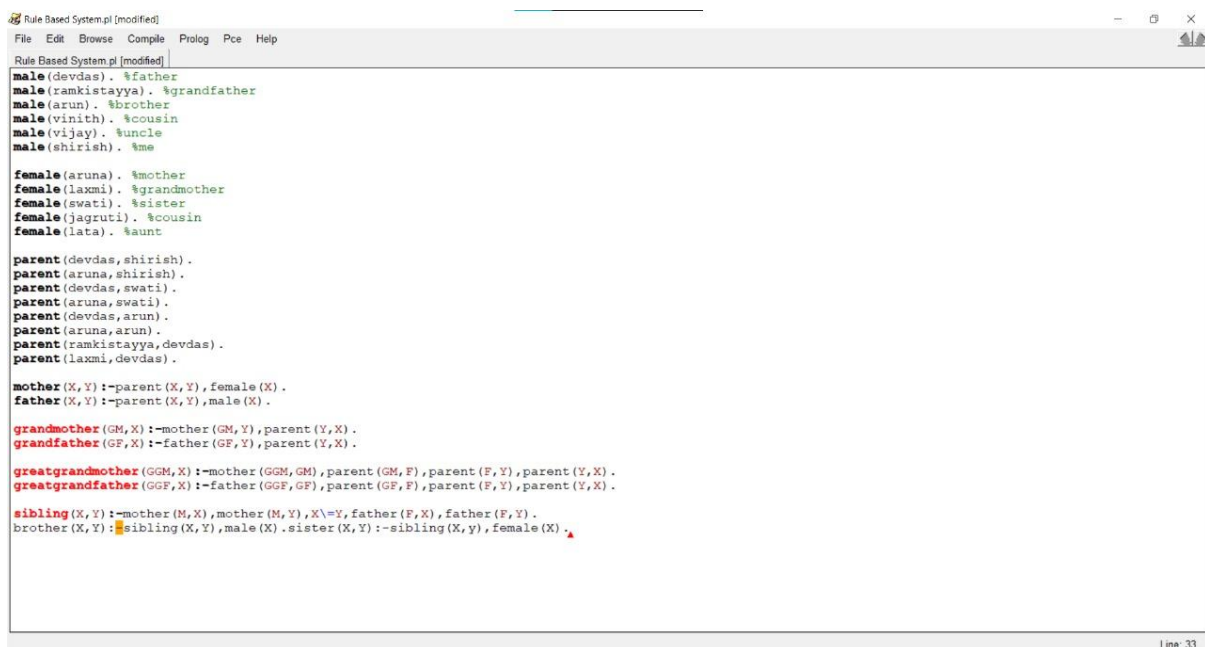 Rule Based System.pl [modified]
File Edit Browse Compile Prolog Pce Help
Rule Based System.pl [modified]
male(devdas). %father
male(ramkistayya). %grandfather
male(arun). %brother
male(vinith). %cousin
male(vijay). %uncle
male(shirish). %me
female(aruna). %mother
female(laxmi). %grandmother
female(swati). %sister
female(jagruti). %cousin
female(lata). %aunt
parent(devdas,shirish).
parent(aruna,shirish).
parent(devdas,swati).
parent(aruna,swati).
parent(devdas,arun).
parent(aruna,arun).
parent(ramkistayya,devdas).
parent(laxmi,devdas).
mother(X,Y):-parent(X,Y),female(X).
father(X,Y):-parent(X,Y),male(X).
grandmother(GM,X):-mother(GM,Y),parent(Y,X).
grandfather(GF,X):-father(GF,Y),parent(Y,X).
greatgrandmother(GGM,X):-mother(GGM,GM),parent(GM,F),parent(F,Y),parent(Y,X).
greatgrandfather(GGF,X):-father(GGF,GF),parent(GF,F),parent(F,Y),parent(Y,X).
sibling(X,Y):-mother(M,X),mother(M,Y),X\=Y,father(F,X),father(F,Y).
brother(X,Y):-sibling(X,Y),male(X).sister(X,Y):-sibling(X,y),female(X).
Line: 33